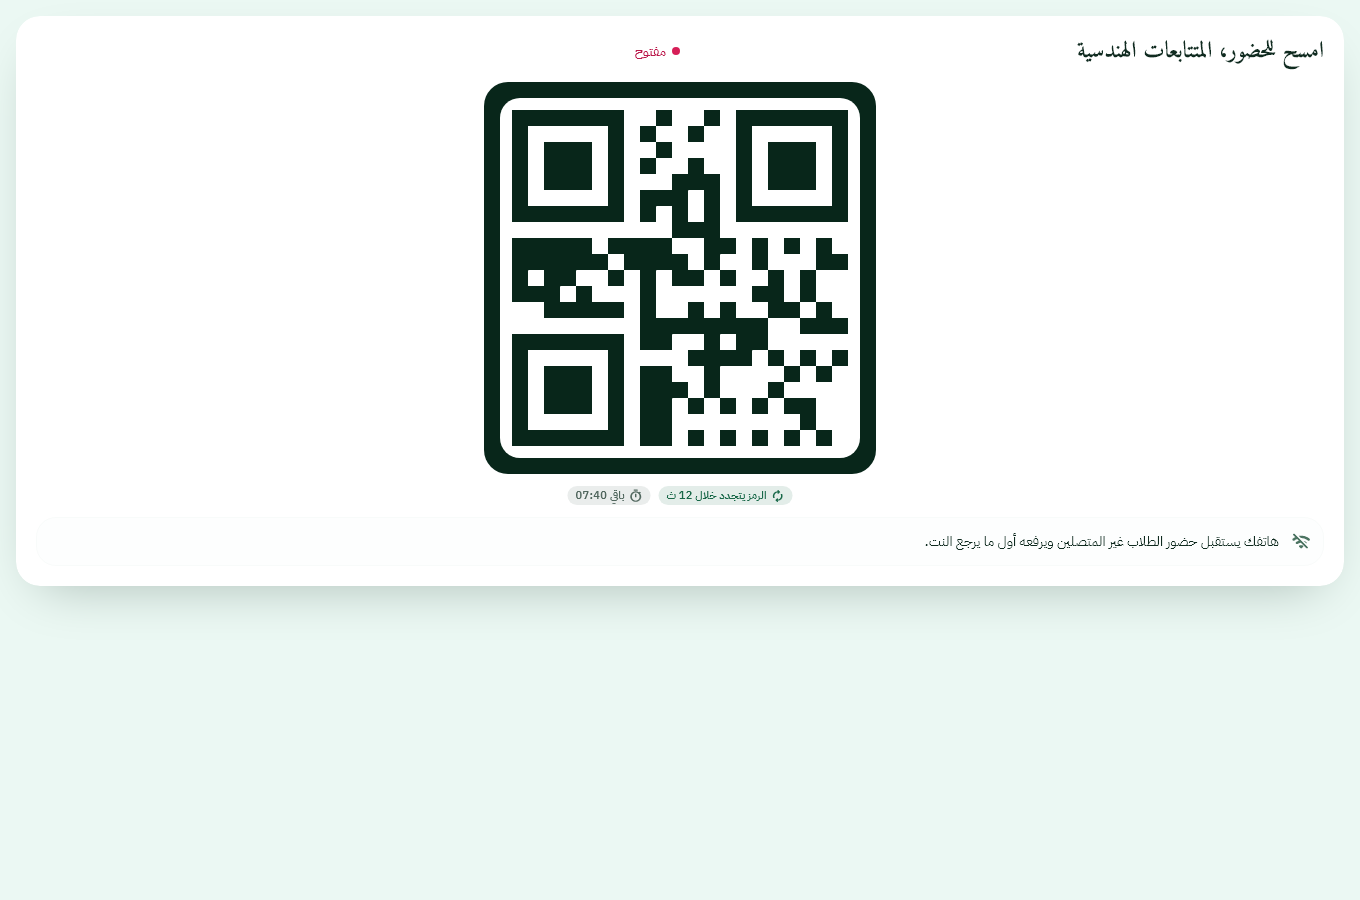 امسح للحضور، المتتابعات الهندسية
مفتوح
الرمز يتجدد خلال 12 ث
باقي 07:40
هاتفك يستقبل حضور الطلاب غير المتصلين ويرفعه أول ما يرجع النت.